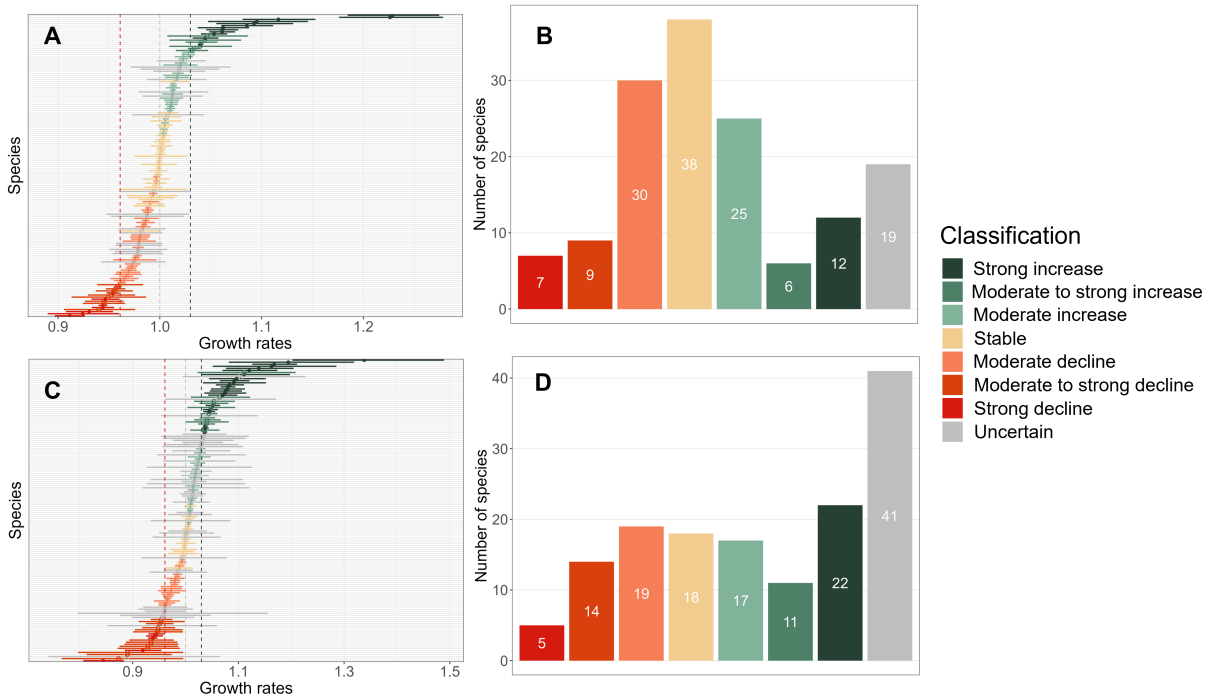 A
Species
0.9 1.0 1.1 1.2
Growth rates
B
Number of species
30
20
10
0
7 9 30 38 25 6 12 19
C
Species
0.9 1.1 1.3 1.5
Growth rates
D
Number of species
40
30
20
10
0
5 14 19 18 17 11 22 41
Classification
Strong increase
Moderate to strong increase
Moderate increase
Stable
Moderate decline
Moderate to strong decline
Strong decline
Uncertain